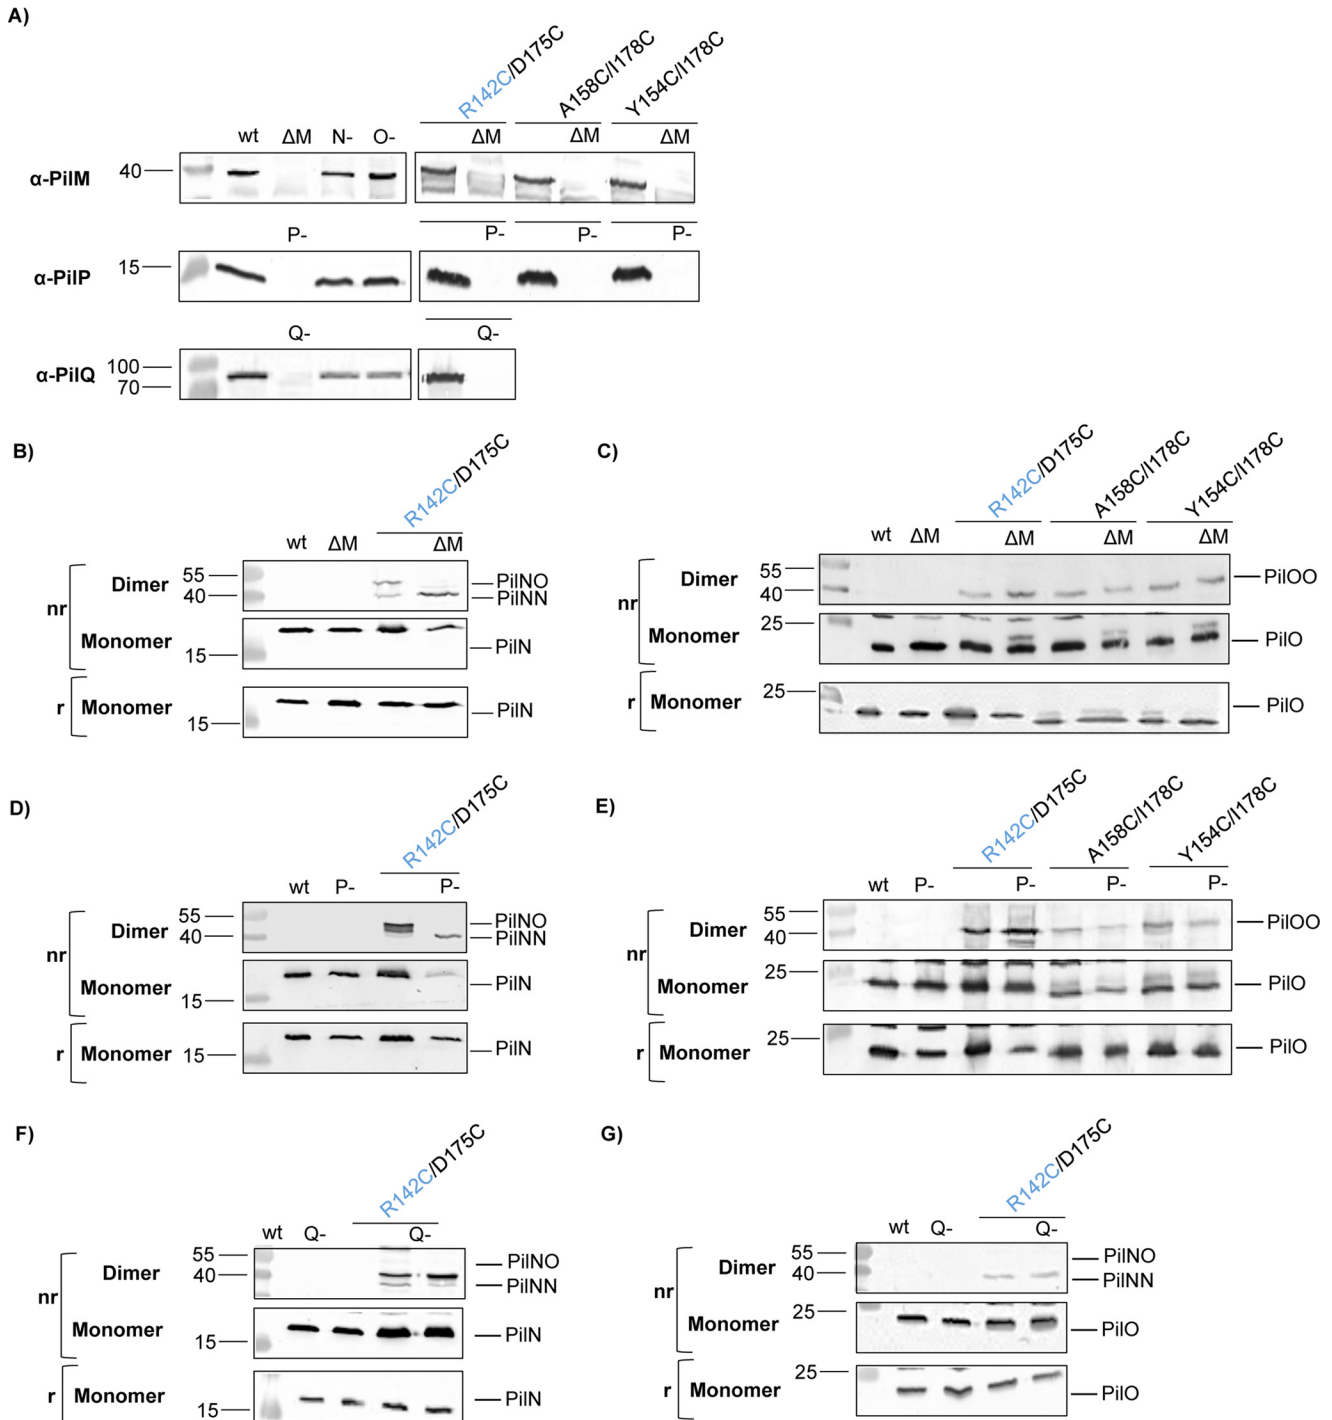 A)
R142C/D175C
A158C/I178C
Y154C/I178C
wt ΔM N- O- ΔM ΔM ΔM
α-PilM 40
P- P- P- P-
α-PilP 15
Q- Q-
α-PilQ 100
70
B)
R142C/D175C
wt ΔM ΔM
nr Dimer 55 PilNO
40 PilNN
Monomer 15 PilN
r Monomer 15 PilN
C)
R142C/D175C
A158C/I178C
Y154C/I178C
wt ΔM ΔM ΔM ΔM
nr Dimer 55 PilOO
40
Monomer 25 PilO
r Monomer 25 PilO
D)
R142C/D175C
wt P- P-
nr Dimer 55 PilNO
40 PilNN
Monomer 15 PilN
r Monomer 15 PilN
E)
R142C/D175C
A158C/I178C
Y154C/I178C
wt P- P- P- P-
nr Dimer 55 PilOO
40
Monomer 25 PilO
r Monomer 25 PilO
F)
R142C/D175C
wt Q- Q-
nr Dimer 55 PilNO
40 PilNN
Monomer 15 PilN
r Monomer 15 PilN
G)
R142C/D175C
wt Q- Q-
nr Dimer 55 PilNO
40 PilNN
Monomer 25 PilO
r Monomer 25 PilO